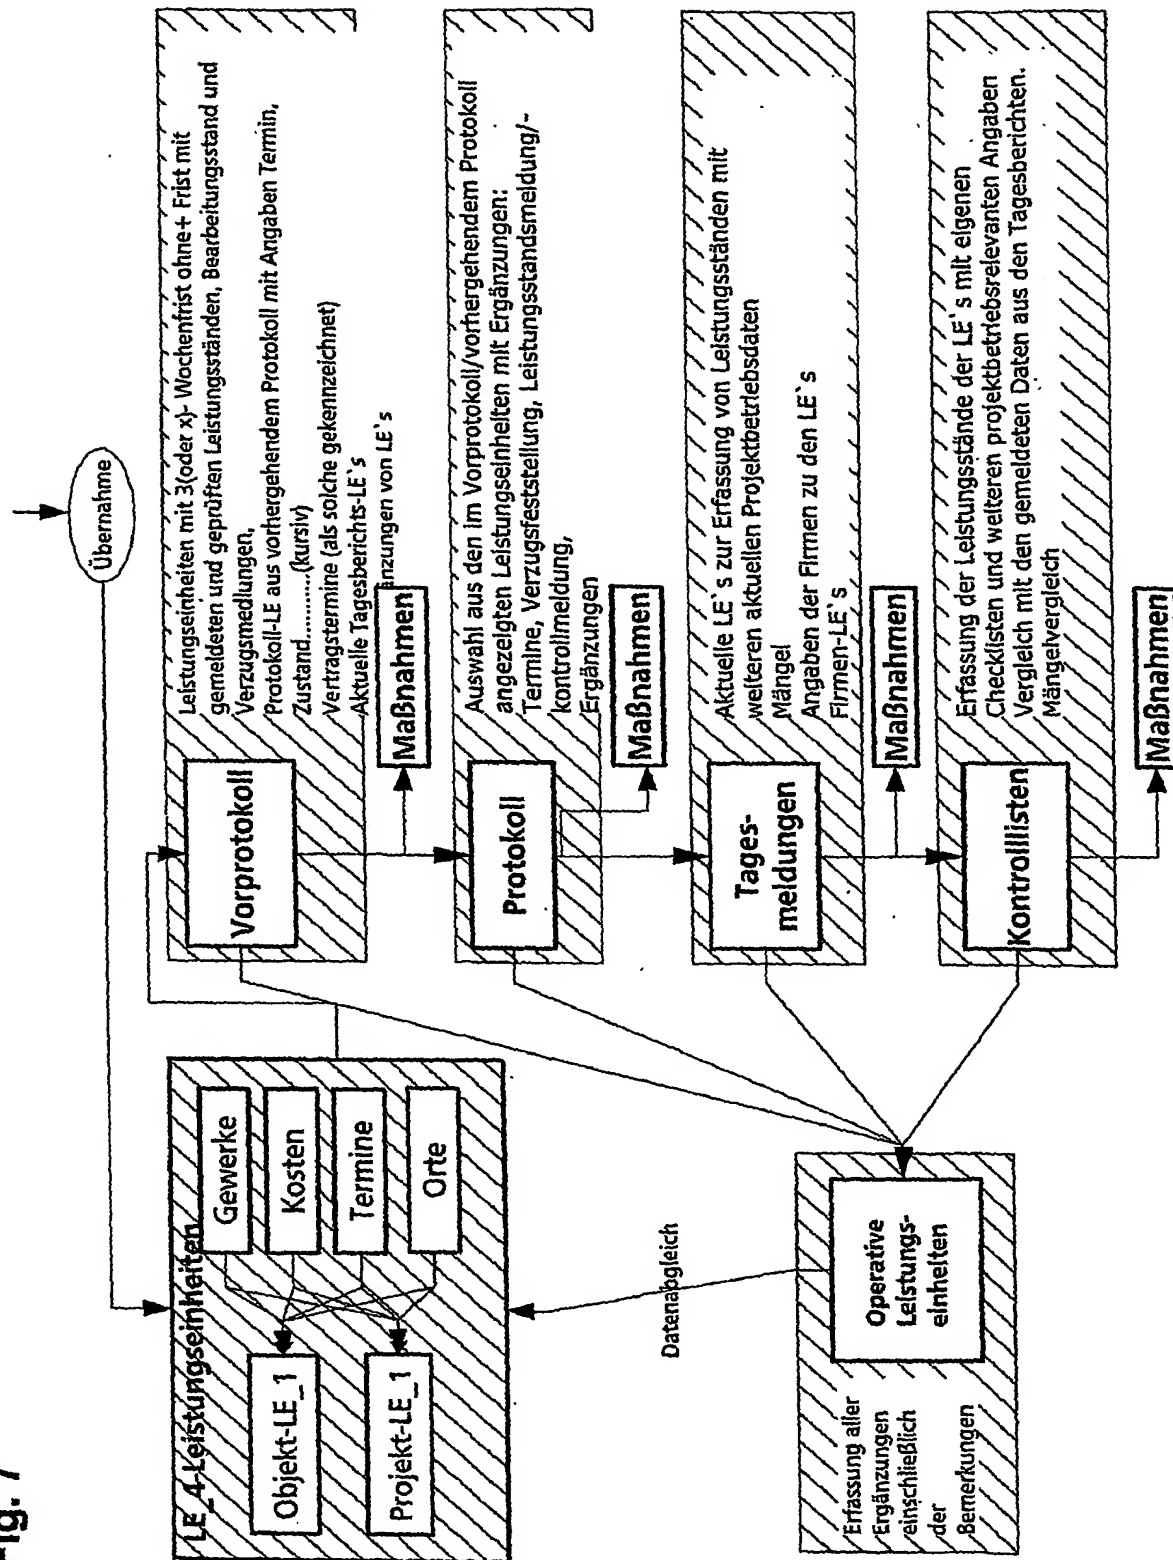 Fig. 7
Übernahme
LE_4-Leistungseinheiten
Gewerke
Kosten
Termine
Orte
Objekt-LE_1
Projekt-LE_1
Vorprotokoll
Leistungseinheiten mit 3(oder x)- Wochenfrist ohne+ Frist mit
gemeldeten und geprüften Leistungsständen, Bearbeitungsstand und
Verzugsmedlungen,
Protokoll-LE aus vorhergehendem Protokoll mit Angaben Termin,
Zustand............(kursiv)
Vertragstermine (als solche gekennzeichnet)
Aktuelle Tagesberichts-LE`s
änzungen von LE`s
Maßnahmen
Protokoll
Auswahl aus den im Vorprotokoll/vorhergehendem Protokoll
angezeigten Leistungseinheiten mit Ergänzungen:
Termine, Verzugsfeststellung, Leistungsstandsmeldung/-
kontrollmeldung,
Ergänzungen
Maßnahmen
Tages-
meldungen
Aktuelle LE`s zur Erfassung von Leistungsständen mit
weiteren aktuellen Projektbetriebsdaten
Mängel
Angaben der Firmen zu den LE`s
Firmen-LE`s
Maßnahmen
Kontrolllisten
Erfassung der Leistungsstände der LE`s mit eigenen
Checklisten und weiteren projektbetriebsrelevanten Angaben
Vergleich mit den gemeldeten Daten aus den Tagesberichten.
Mängelvergleich
Maßnahmen
Datenabgleich
Operative
Leistungs-
einheiten
Erfassung aller
Ergänzungen
einschließlich
der
Bemerkungen